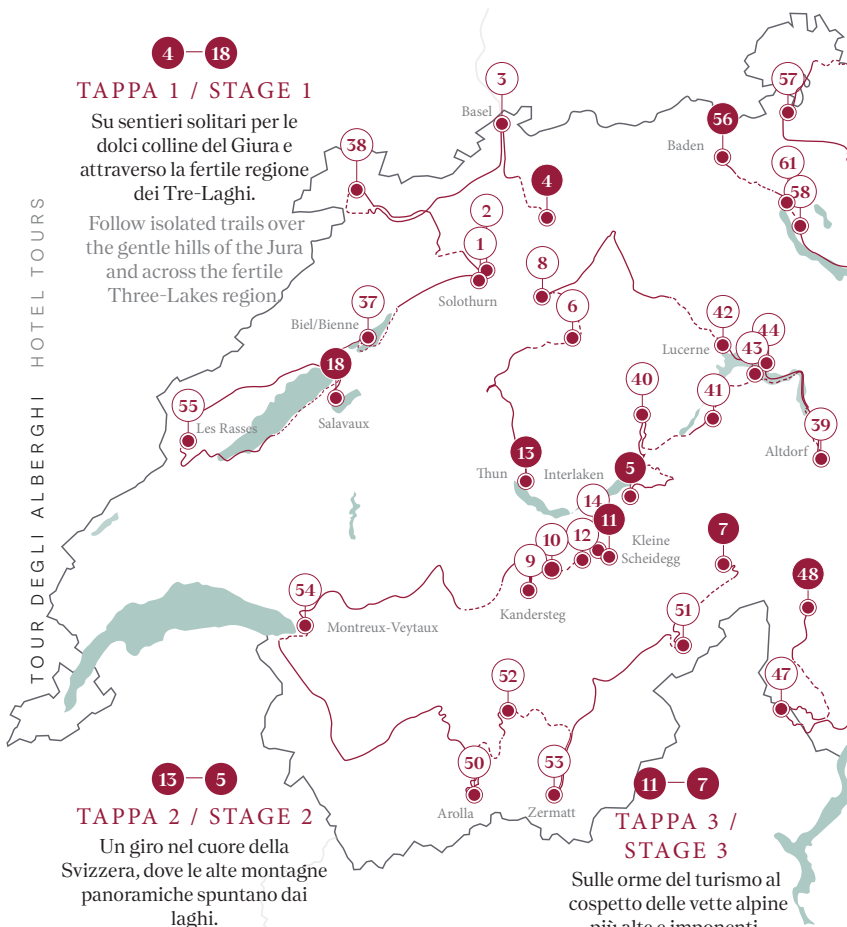 4 18
TAPPA 1 / STAGE 1
Su sentieri solitari per le
dolci colline del Giura e
attraverso la fertile regione
dei Tre-Laghi.
Follow isolated trails over
the gentle hills of the Jura
and across the fertile
Three-Lakes region
TOUR DEGLI ALBERGHI HOTEL TOURS
3
Basel
57
56
Baden
38
61
58
4
2
1
Solothurn
8
6
37
Biel/Bienne
42
44
43
Lucerne
18
Salavaux
40
41
55
Les Rasses
39
Altdorf
13
Thun
Interlaken
5
14
11
7
12
10
9
Kleine
Scheidegg
Kandersteg
48
54
Montreux-Veytaux
51
52
47
50
Arolla
53
Zermatt
13 5
TAPPA 2 / STAGE 2
Un giro nel cuore della
Svizzera, dove le alte montagne
panoramiche spuntano dai
laghi.
11 7
TAPPA 3 /
STAGE 3
Sulle orme del turismo al
cospetto delle vette alpine
più alte e imponenti